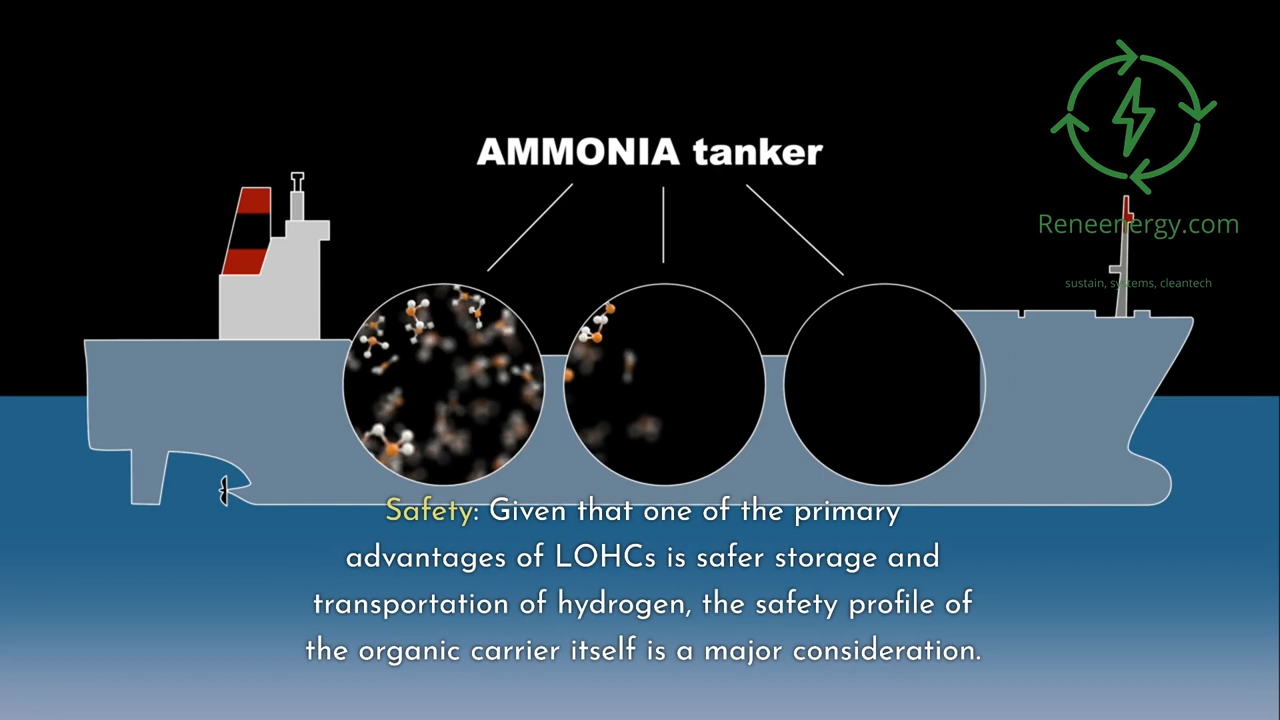 AMMONIA tanker
Reneenergy.com
sustain, systems, cleantech
Safety: Given that one of the primary
advantages of LOHCs is safer storage and
transportation of hydrogen, the safety profile of
the organic carrier itself is a major consideration.